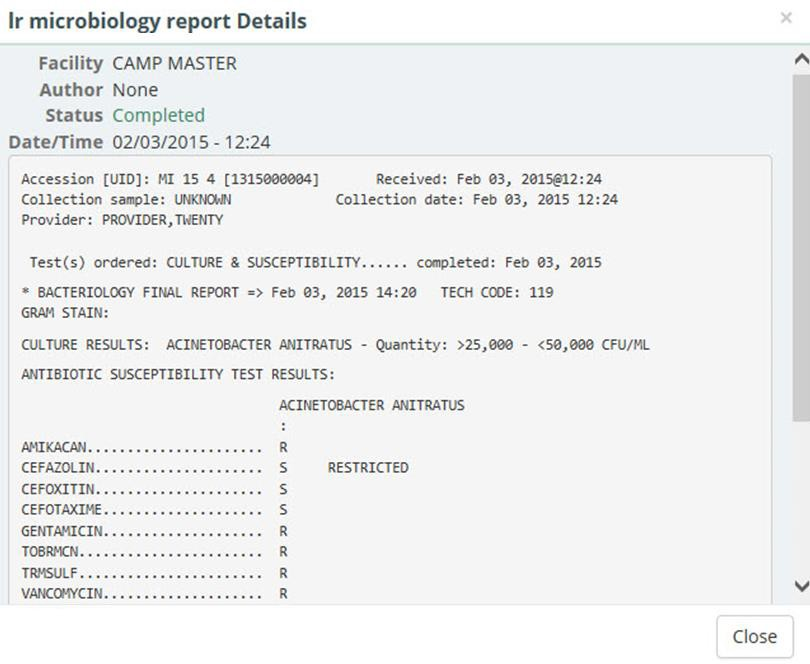 lr microbiology report Details ×
Facility CAMP MASTER
Author None
Status Completed
Date/Time 02/03/2015 - 12:24
Accession [UID]: MI 15 4 [1315000004] Received: Feb 03, 2015@12:24
Collection sample: UNKNOWN Collection date: Feb 03, 2015 12:24
Provider: PROVIDER,TWENTY
Test(s) ordered: CULTURE & SUSCEPTIBILITY...... completed: Feb 03, 2015
* BACTERIOLOGY FINAL REPORT => Feb 03, 2015 14:20 TECH CODE: 119
GRAM STAIN:
CULTURE RESULTS: ACINETOBACTER ANITRATUS - Quantity: >25,000 - <50,000 CFU/ML
ANTIBIOTIC SUSCEPTIBILITY TEST RESULTS:
ACINETOBACTER ANITRATUS
:
AMIKACAN...................... R
CEFAZOLIN..................... S RESTRICTED
CEFOXITIN..................... S
CEFOTAXIME.................... S
GENTAMICIN.................... R
TOBRMCN....................... R
TRMSULF....................... R
VANCOMYCIN.................... R
Close